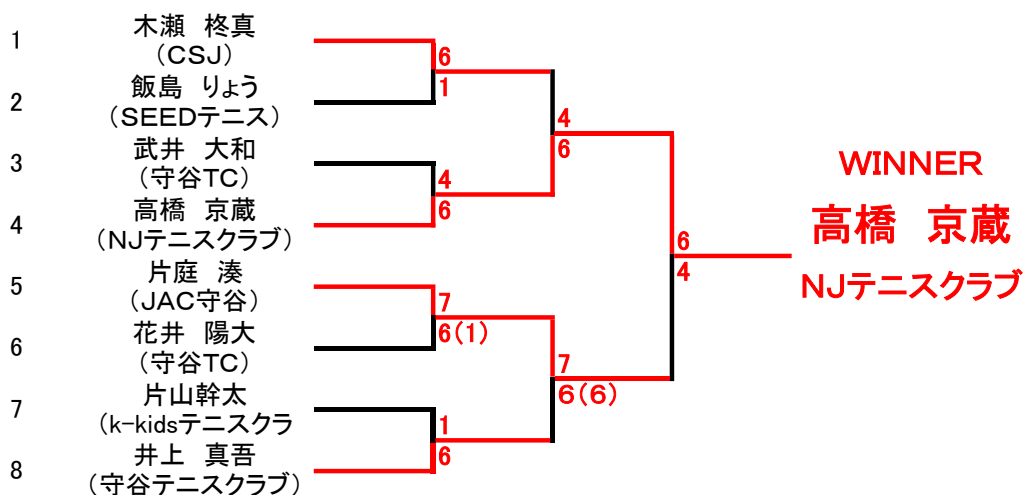 1 木瀬 柊真
(CSJ)
2 飯島 りょう
(SEEDテニス)
3 武井 大和
(守谷TC)
4 高橋 京蔵
(NJテニスクラブ)
5 片庭 湊
(JAC守谷)
6 花井 陽大
(守谷TC)
7 片山幹太
(k-kidsテニスクラ
8 井上 真吾
(守谷テニスクラブ)
6
1
4
6
7
6(1)
1
6
4
6
7
6(6)
6
4
WINNER
高橋 京蔵
NJテニスクラブ